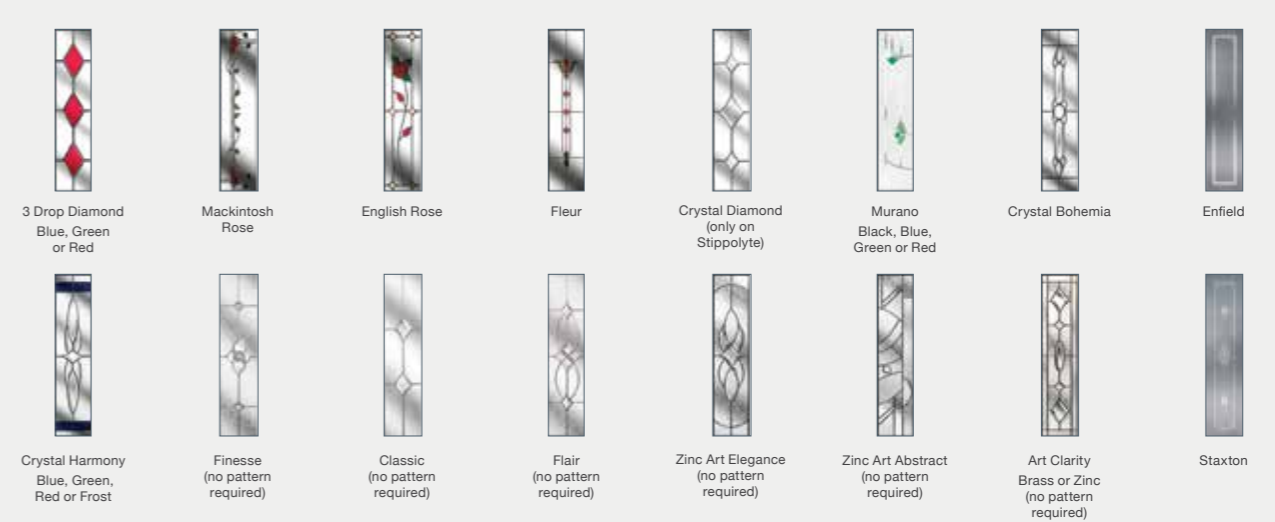 3 Drop Diamond
Blue, Green
or Red
Mackintosh
Rose
English Rose
Fleur
Crystal Diamond
(only on
Stippolyte)
Murano
Black, Blue,
Green or Red
Crystal Bohemia
Enfield
Crystal Harmony
Blue, Green,
Red or Frost
Finesse
(no pattern
required)
Classic
(no pattern
required)
Flair
(no pattern
required)
Zinc Art Elegance
(no pattern
required)
Zinc Art Abstract
(no pattern
required)
Art Clarity
Brass or Zinc
(no pattern
required)
Staxton